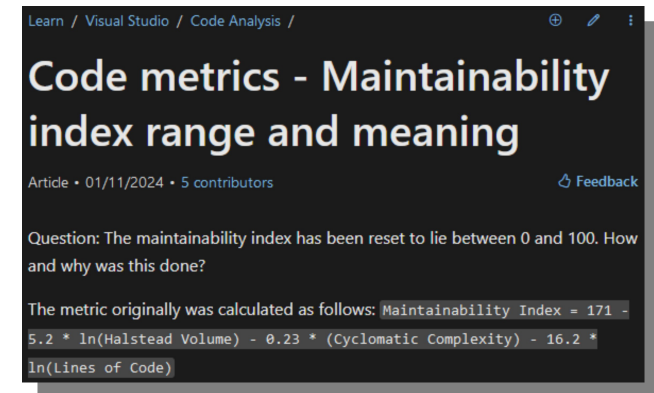 Learn / Visual Studio / Code Analysis /
Code metrics - Maintainability
index range and meaning
Article • 01/11/2024 • 5 contributors
Feedback
Question: The maintainability index has been reset to lie between 0 and 100. How
and why was this done?
The metric originally was calculated as follows: Maintainability Index = 171 -
5.2 * ln(Halstead Volume) - 0.23 * (Cyclomatic Complexity) - 16.2 *
ln(Lines of Code)